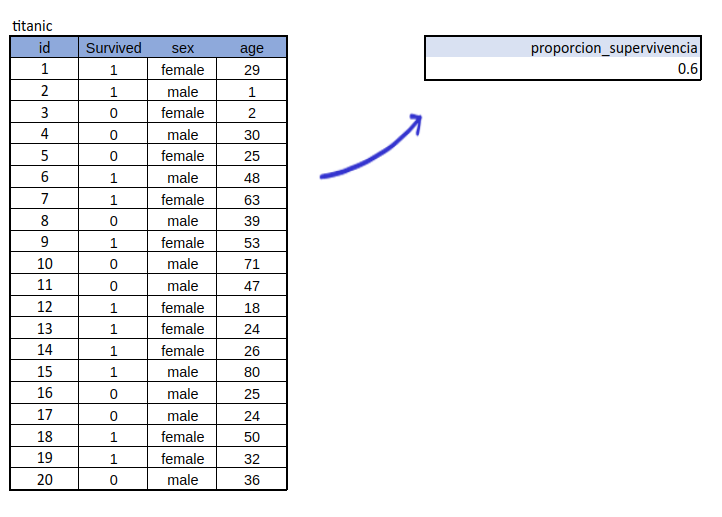 titanic
id Survived sex age
1 1 female 29
2 1 male 1
3 0 female 2
4 0 male 30
5 0 female 25
6 1 male 48
7 1 female 63
8 0 male 39
9 1 female 53
10 0 male 71
11 0 male 47
12 1 female 18
13 1 female 24
14 1 female 26
15 1 male 80
16 0 male 25
17 0 male 24
18 1 female 50
19 1 female 32
20 0 male 36
proporcion_supervivencia
0.6